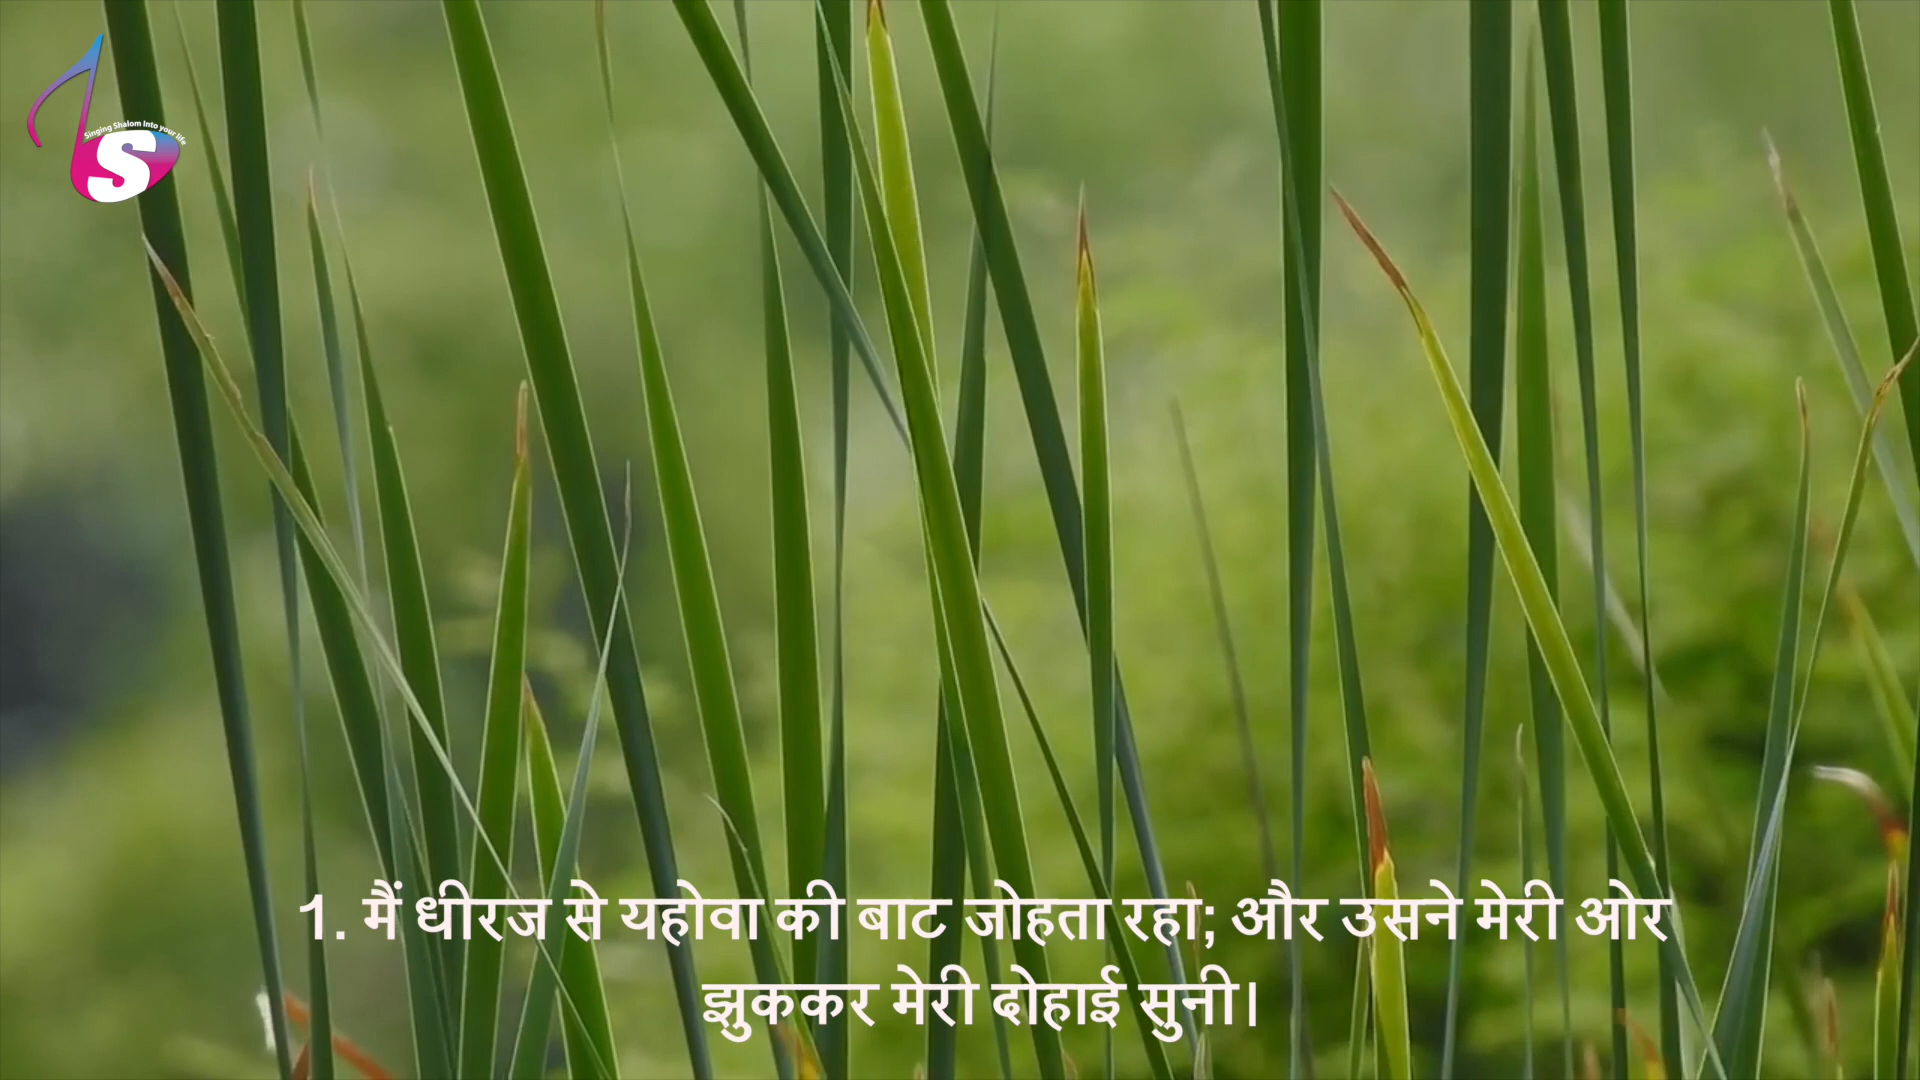 Singing Shalom Into your life
S
1. मैं धीरज से यहोवा की बाट जोहता रहा; और उसने मेरी ओर
झुककर मेरी दोहाई सुनी।